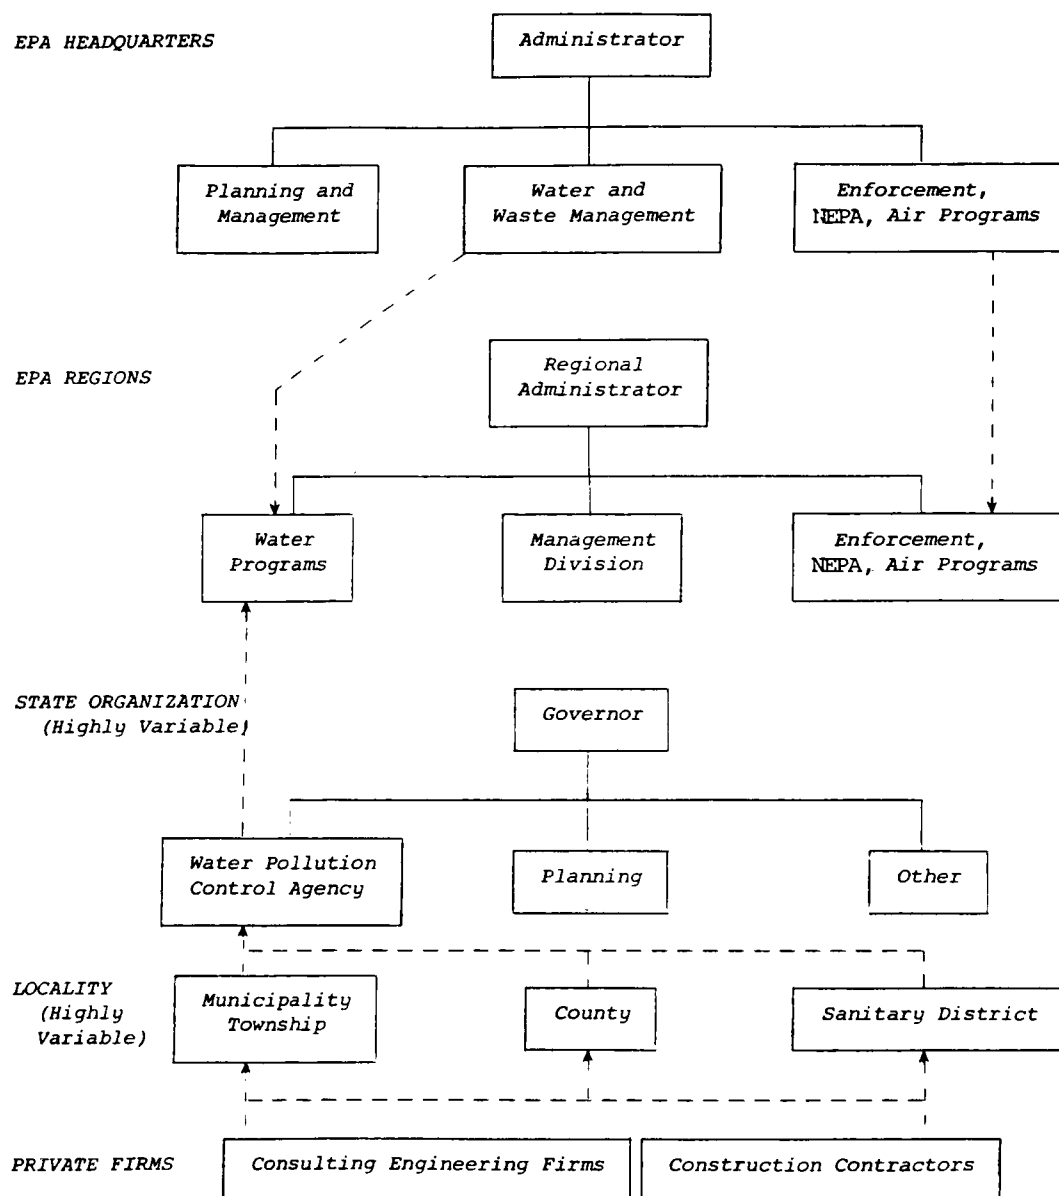 EPA HEADQUARTERS
Administrator
Planning and
Management
Water and
Waste Management
Enforcement,
NEPA, Air Programs
EPA REGIONS
Regional
Administrator
Water
Programs
Management
Division
Enforcement,
NEPA, Air Programs
STATE ORGANIZATION
(Highly Variable)
Governor
Water Pollution
Control Agency
Planning
Other
LOCALITY
(Highly
Variable)
Municipality
Township
County
Sanitary District
PRIVATE FIRMS
Consulting Engineering Firms
Construction Contractors